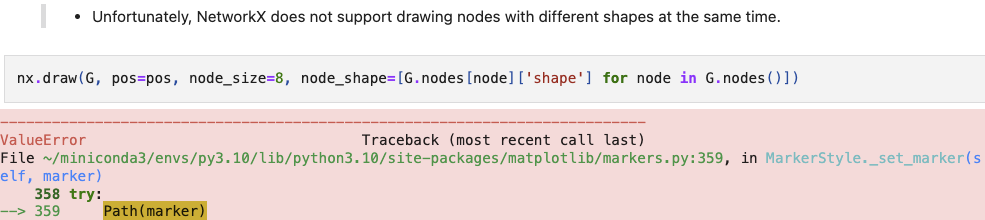 • Unfortunately, NetworkX does not support drawing nodes with different shapes at the same time.
nx.draw(G, pos=pos, node_size=8, node_shape=[G.nodes[node]['shape'] for node in G.nodes()])
---------------------------------------------------------------------------
ValueError                                Traceback (most recent call last)
File ~/miniconda3/envs/py3.10/lib/python3.10/site-packages/matplotlib/markers.py:359, in MarkerStyle._set_marker(s
elf, marker)
    358 try:
--> 359     Path(marker)